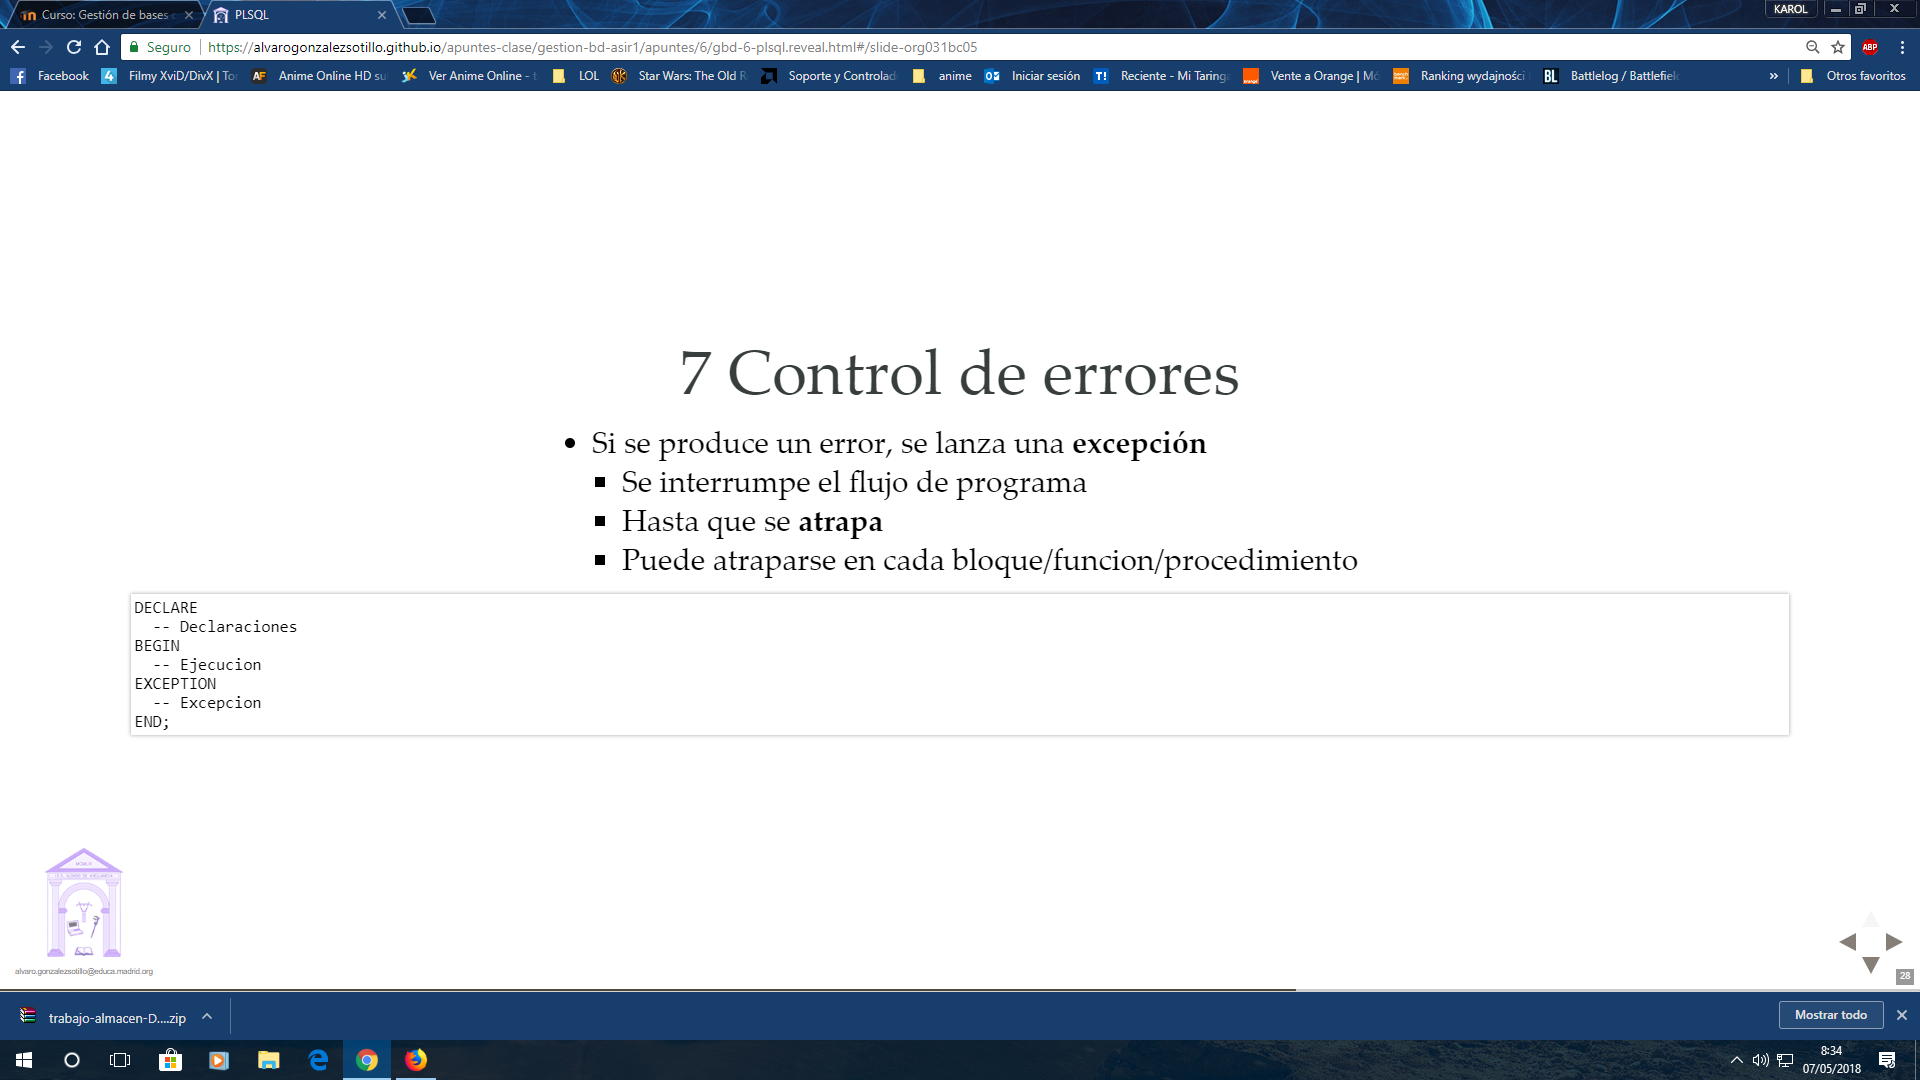 Curso: Gestión de bases
PLSQL
KAROL
Seguro
https://alvarogonzalezsotillo.github.io/apuntes-clase/gestion-bd-asir1/apuntes/6/gbd-6-plsql.reveal.html#/slide-org031bc05
ABP
Facebook
Filmy XviD/DivX | To
Anime Online HD su
Ver Anime Online - t
LOL
Star Wars: The Old R
Soporte y Controlad
anime
Iniciar sesión
Reciente - Mi Taringa
Vente a Orange | Mó
Ranking wydajności
BL
Battlelog / Battlefiel
»
Otros favoritos
7 Control de errores
• Si se produce un error, se lanza una excepción
▪ Se interrumpe el flujo de programa
▪ Hasta que se atrapa
▪ Puede atraparse en cada bloque/funcion/procedimiento
DECLARE
-- Declaraciones
BEGIN
-- Ejecucion
EXCEPTION
-- Excepcion
END;
alvaro.gonzalezsotillo@educa.madrid.org
28
trabajo-almacen-D....zip
Mostrar todo
8:34
07/05/2018